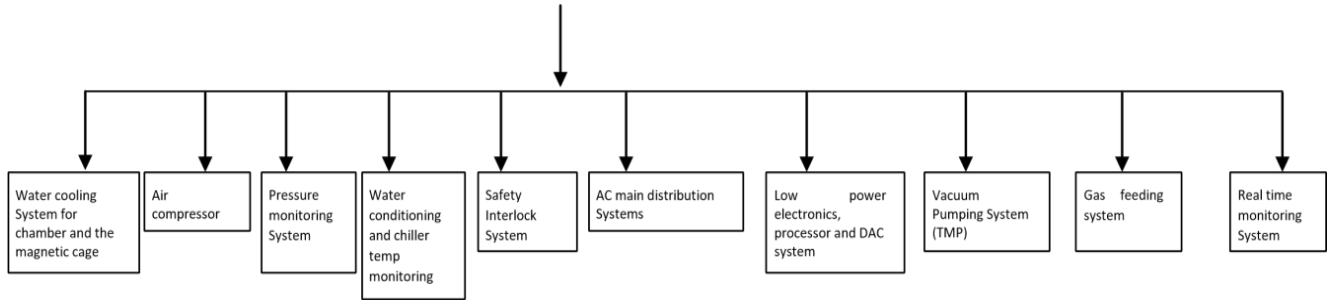 Water cooling
System for
chamber and the
magnetic cage
Air
compressor
Pressure
monitoring
System
Water
conditioning
and chiller
temp
monitoring
Safety
Interlock
System
AC main distribution
Systems
Low power
electronics,
processor and DAC
system
Vacuum
Pumping System
(TMP)
Gas feeding
system
Real time
monitoring
System